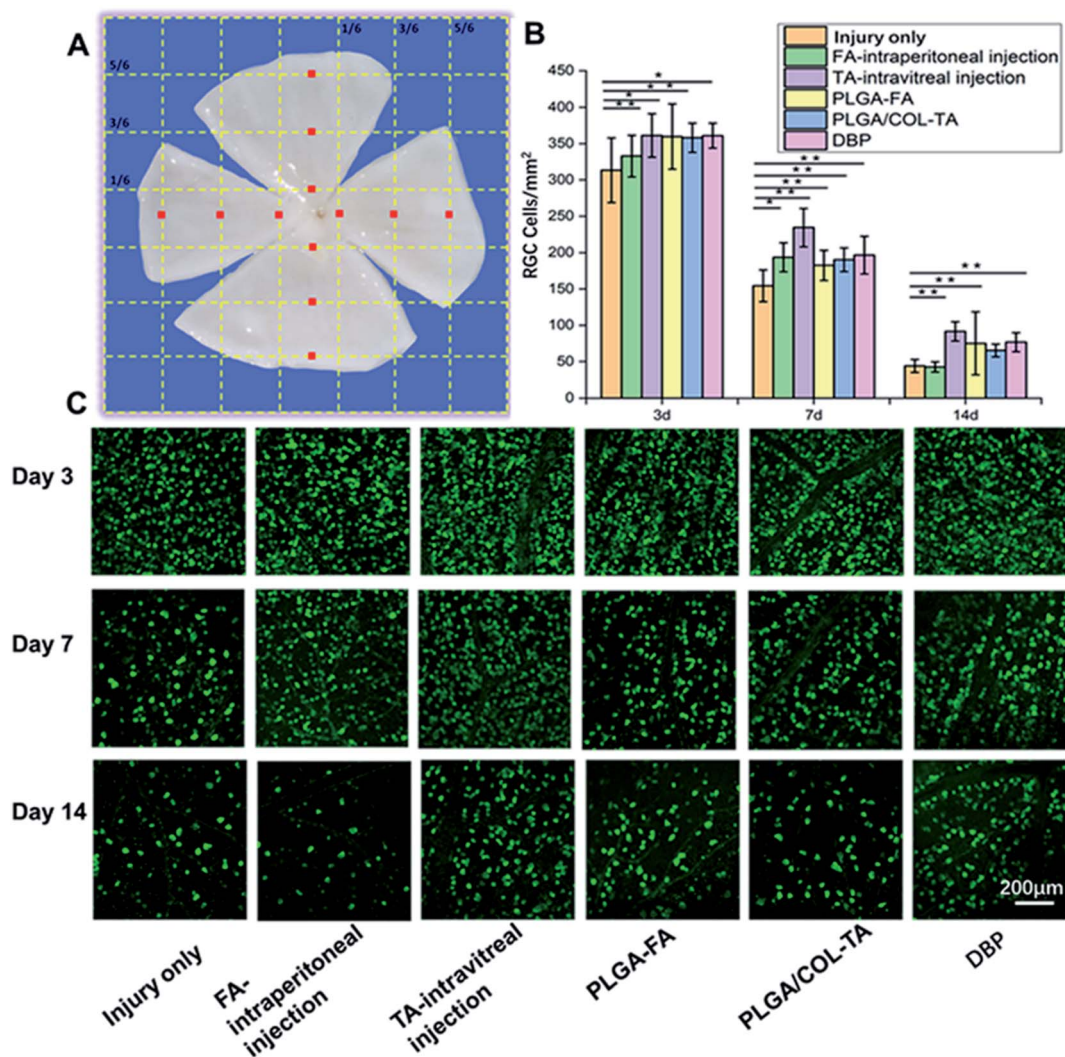 A
1/6 3/6 5/6
5/6
3/6
1/6
B
Injury only
FA-intraperitoneal injection
TA-intravitreal injection
PLGA-FA
PLGA/COL-TA
DBP
RGC Cells/mm²
450
400
350
300
250
200
150
100
50
0
*
* *
*
* *
* *
* *
* *
* *
*
* *
* *
* *
3d 7d 14d
C
Day 3
Day 7
Day 14
200μm
Injury only
FA-
intraperitoneal
injection
TA-intravitreal
injection
PLGA-FA
PLGA/COL-TA
DBP